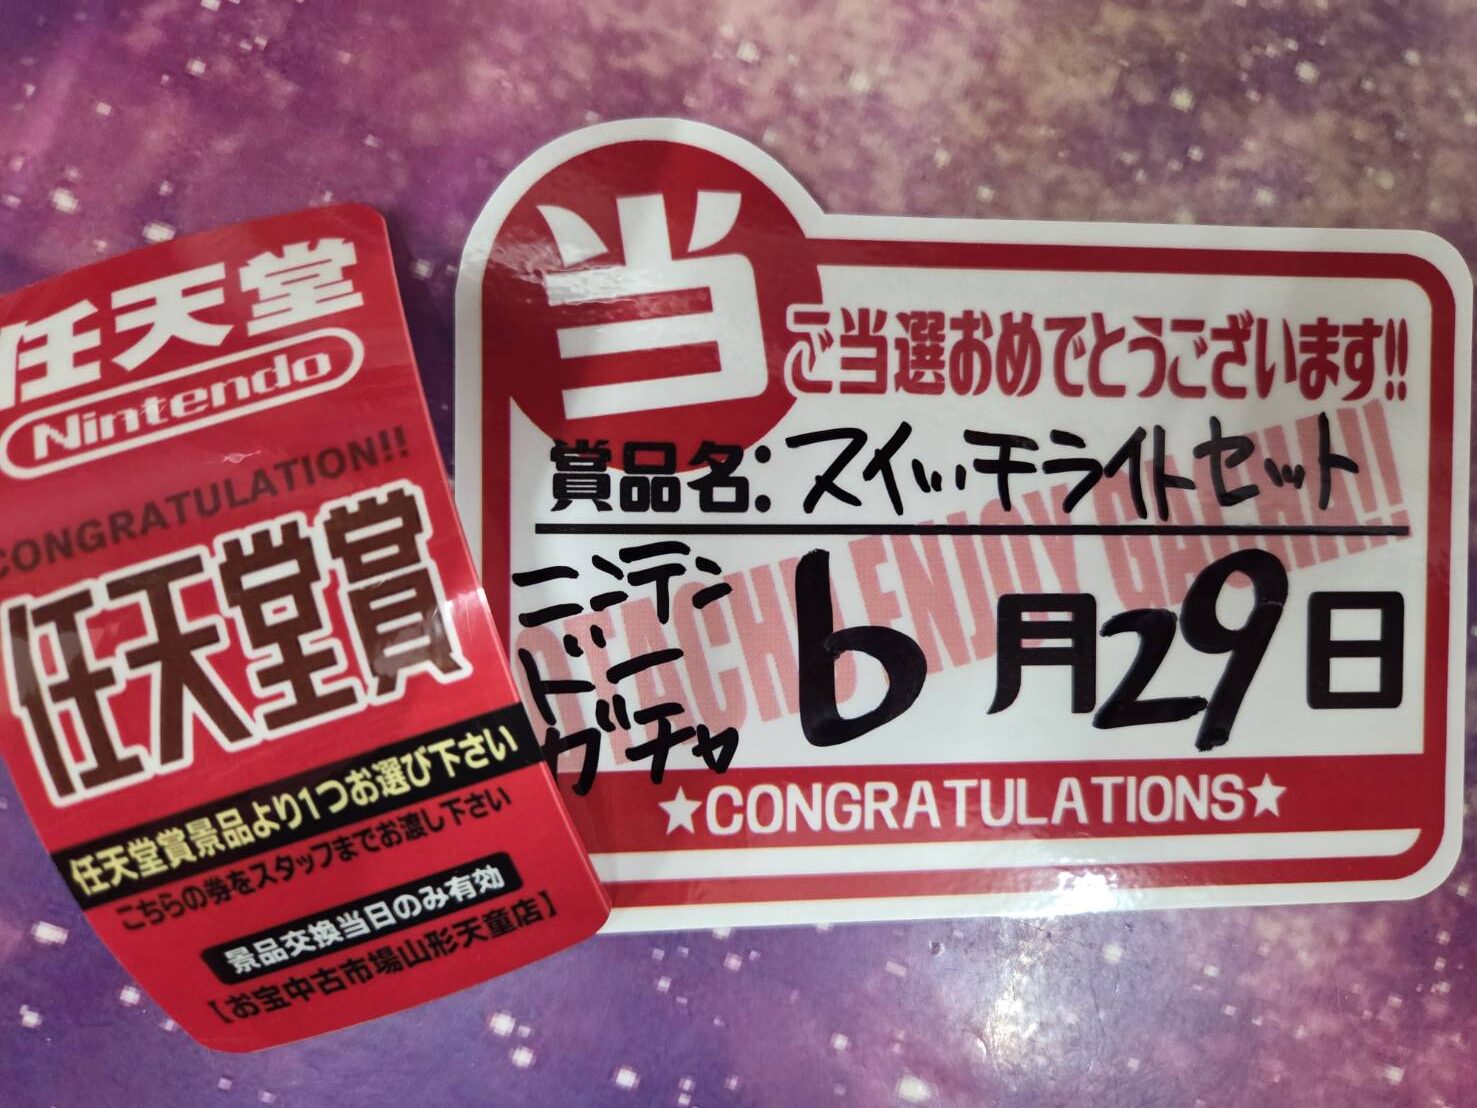 任天堂
Nintendo
CONGRATULATION!!
任天堂賞
任天堂賞景品より1つお選び下さい
こちらの券をスタッフまでお渡し下さい
景品交換当日のみ有効
【お宝中古市場山形天童店】
当
ご当選おめでとうございます!!
賞品名:スイッチライトセット
ニンテンドーグチャ
6月29日
ENJOY GACHA!!
★CONGRATULATIONS★